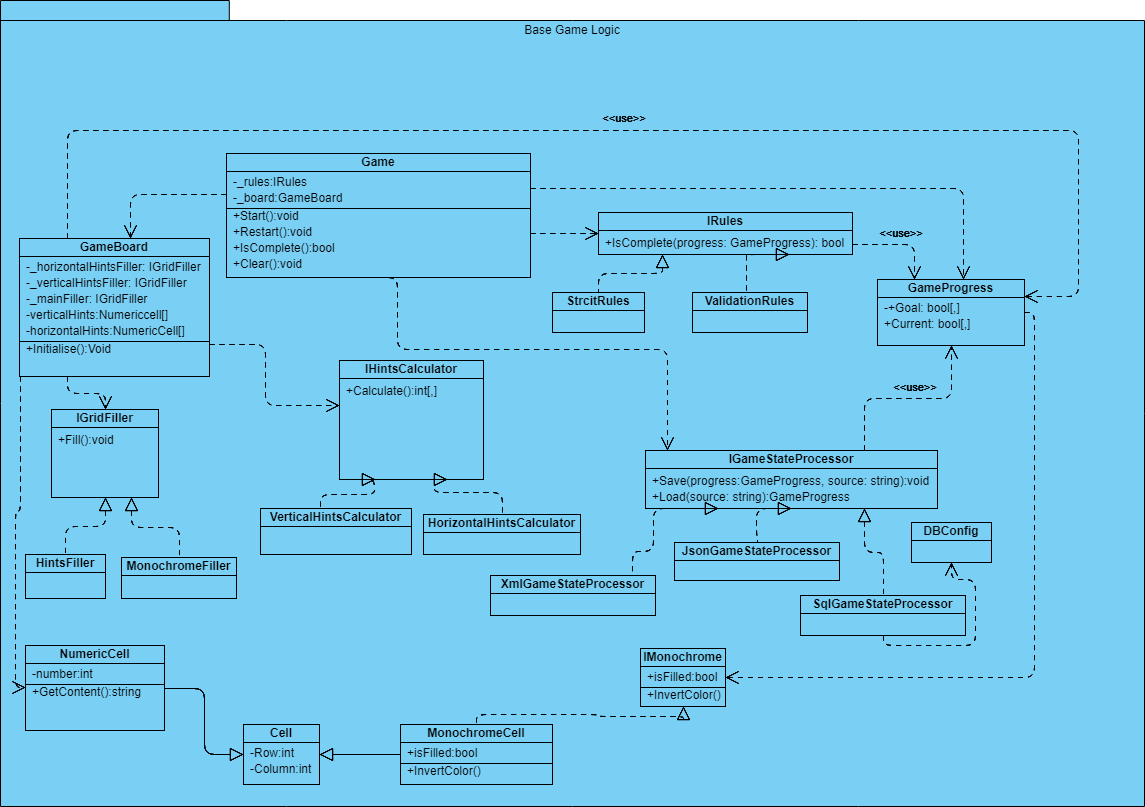 Base Game Logic
<<use>>
Game
-_rules:IRules
-_board:GameBoard
+Start():void
+Restart():void
+IsComplete():bool
+Clear():void
IRules
+IsComplete(progress: GameProgress): bool
<<use>>
GameBoard
-_horizontalHintsFiller: IGridFiller
-_verticalHintsFiller: IGridFiller
-_mainFiller: IGridFiller
-verticalHints:Numericcell[]
-horizontalHints:NumericCell[]
+Initialise():Void
StrcitRules
ValidationRules
GameProgress
-+Goal: bool[,]
+Current: bool[,]
IHintsCalculator
+Calculate():int[,]
<<use>>
IGridFiller
+Fill():void
IGameStateProcessor
+Save(progress:GameProgress, source: string):void
+Load(source: string):GameProgress
VerticalHintsCalculator
HorizontalHintsCalculator
DBConfig
HintsFiller
MonochromeFiller
JsonGameStateProcessor
XmlGameStateProcessor
SqlGameStateProcessor
NumericCell
-number:int
+GetContent():string
IMonochrome
+isFilled:bool
+InvertColor()
Cell
-Row:int
-Column:int
MonochromeCell
+isFilled:bool
+InvertColor()